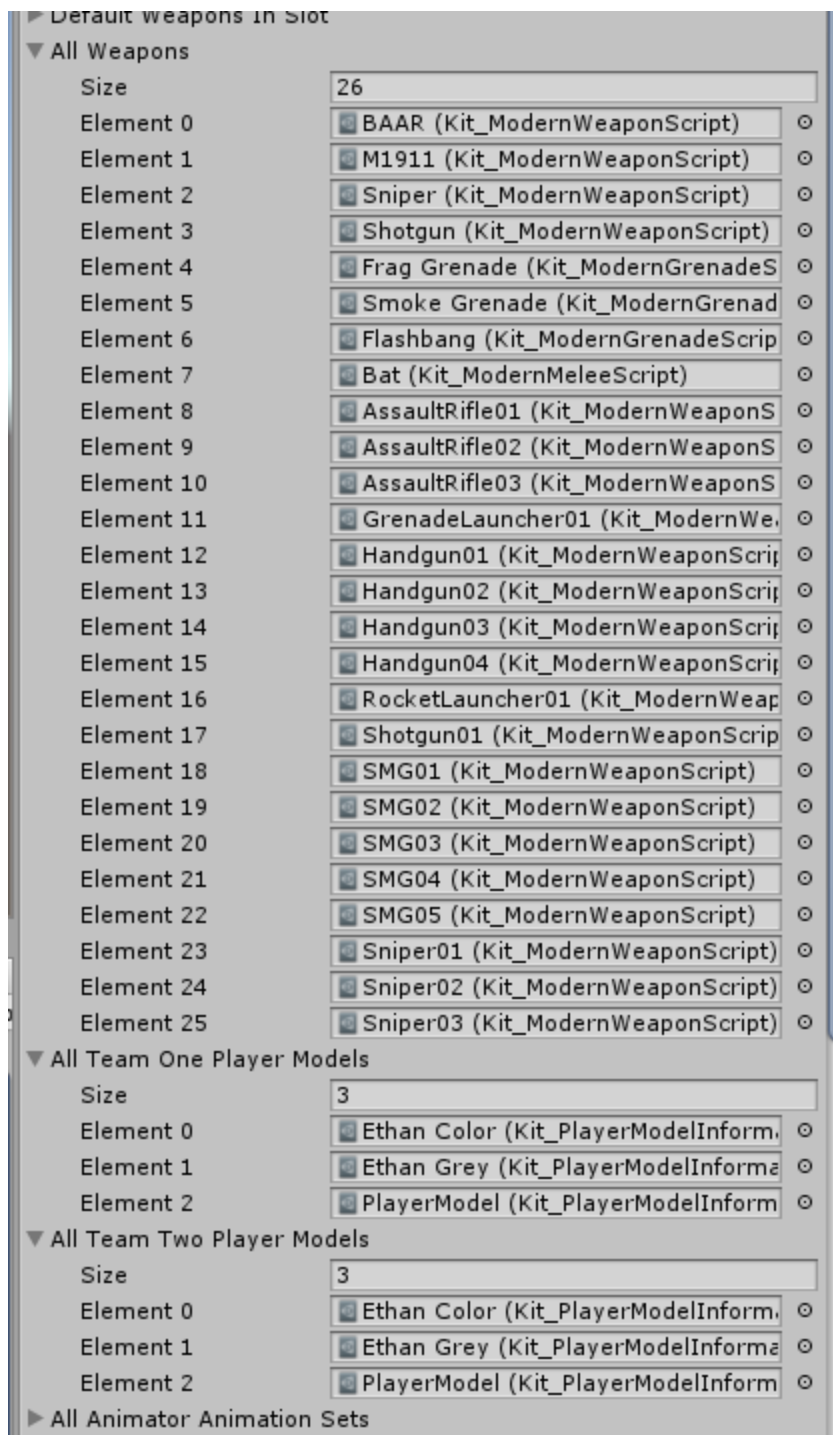 Default Weapons In Slot
All Weapons
Size 26
Element 0 BAAR (Kit_ModernWeaponScript)
Element 1 M1911 (Kit_ModernWeaponScript)
Element 2 Sniper (Kit_ModernWeaponScript)
Element 3 Shotgun (Kit_ModernWeaponScript)
Element 4 Frag Grenade (Kit_ModernGrenadeS
Element 5 Smoke Grenade (Kit_ModernGrenad
Element 6 Flashbang (Kit_ModernGrenadeScrip
Element 7 Bat (Kit_ModernMeleeScript)
Element 8 AssaultRifle01 (Kit_ModernWeaponS
Element 9 AssaultRifle02 (Kit_ModernWeaponS
Element 10 AssaultRifle03 (Kit_ModernWeaponS
Element 11 GrenadeLauncher01 (Kit_ModernWe
Element 12 Handgun01 (Kit_ModernWeaponScrip
Element 13 Handgun02 (Kit_ModernWeaponScrip
Element 14 Handgun03 (Kit_ModernWeaponScrip
Element 15 Handgun04 (Kit_ModernWeaponScrip
Element 16 RocketLauncher01 (Kit_ModernWeap
Element 17 Shotgun01 (Kit_ModernWeaponScrip
Element 18 SMG01 (Kit_ModernWeaponScript)
Element 19 SMG02 (Kit_ModernWeaponScript)
Element 20 SMG03 (Kit_ModernWeaponScript)
Element 21 SMG04 (Kit_ModernWeaponScript)
Element 22 SMG05 (Kit_ModernWeaponScript)
Element 23 Sniper01 (Kit_ModernWeaponScript)
Element 24 Sniper02 (Kit_ModernWeaponScript)
Element 25 Sniper03 (Kit_ModernWeaponScript)
All Team One Player Models
Size 3
Element 0 Ethan Color (Kit_PlayerModelInform
Element 1 Ethan Grey (Kit_PlayerModelInforma
Element 2 PlayerModel (Kit_PlayerModelInform
All Team Two Player Models
Size 3
Element 0 Ethan Color (Kit_PlayerModelInform
Element 1 Ethan Grey (Kit_PlayerModelInforma
Element 2 PlayerModel (Kit_PlayerModelInform
All Animator Animation Sets